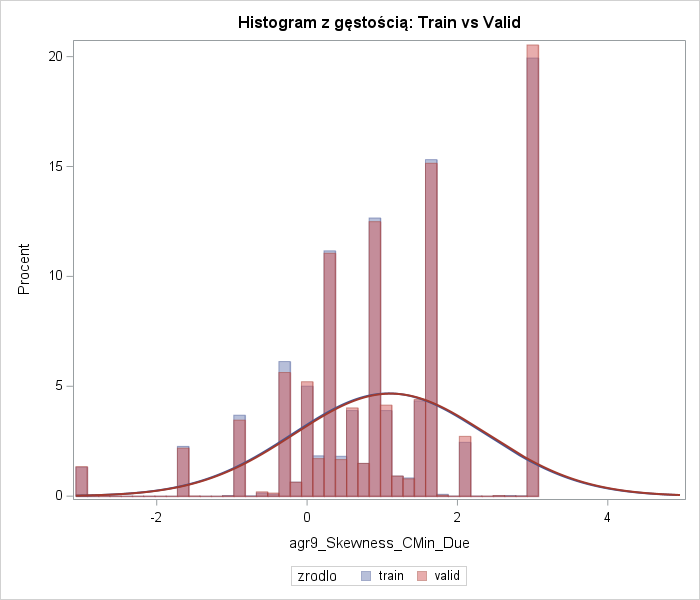 Histogram z gęstością: Train vs Valid
20
15
10
5
0
Procent
-2 0 2 4
agr9_Skewness_CMin_Due
zrodlo train valid